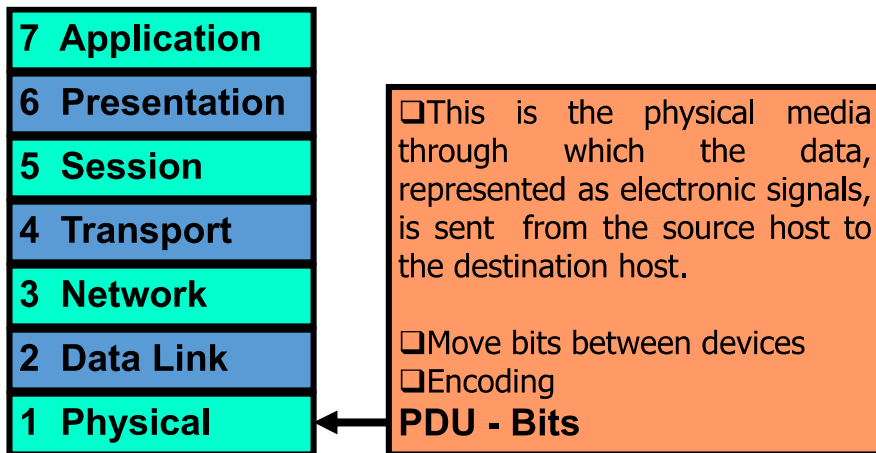 7 Application
6 Presentation
5 Session
4 Transport
3 Network
2 Data Link
1 Physical
❑This is the physical media
through which the data,
represented as electronic signals,
is sent from the source host to
the destination host.
❑Move bits between devices
❑Encoding
PDU - Bits